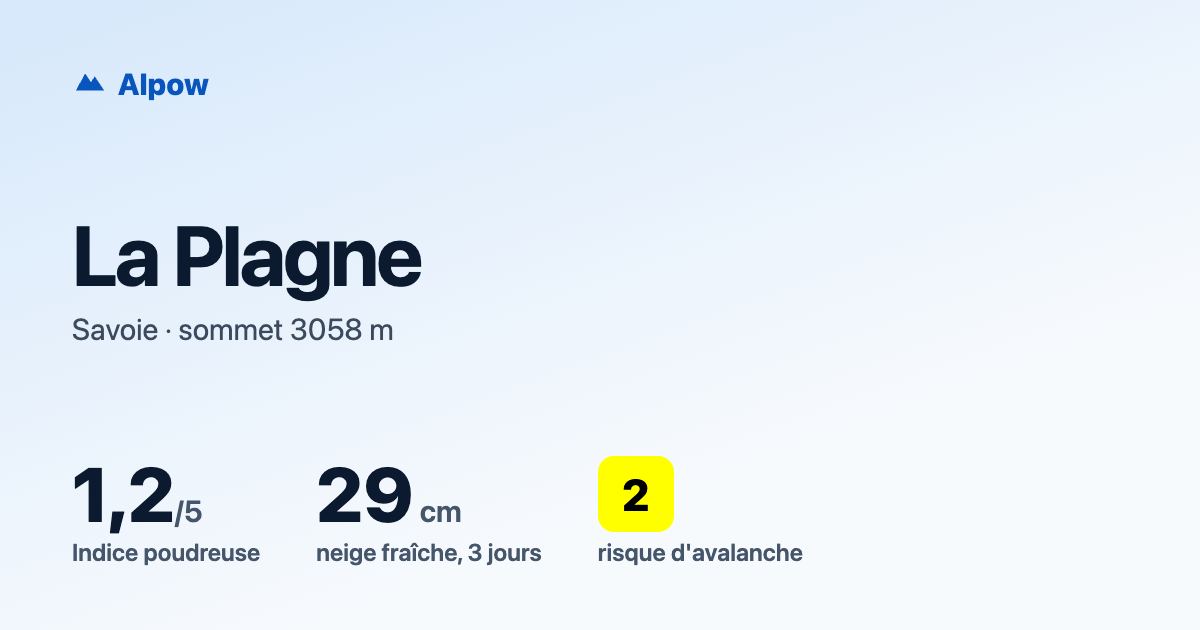 Alpow
La Plagne
Savoie · sommet 3058 m
1,2/5
Indice poudreuse
29 cm
neige fraîche, 3 jours
2
risque d'avalanche